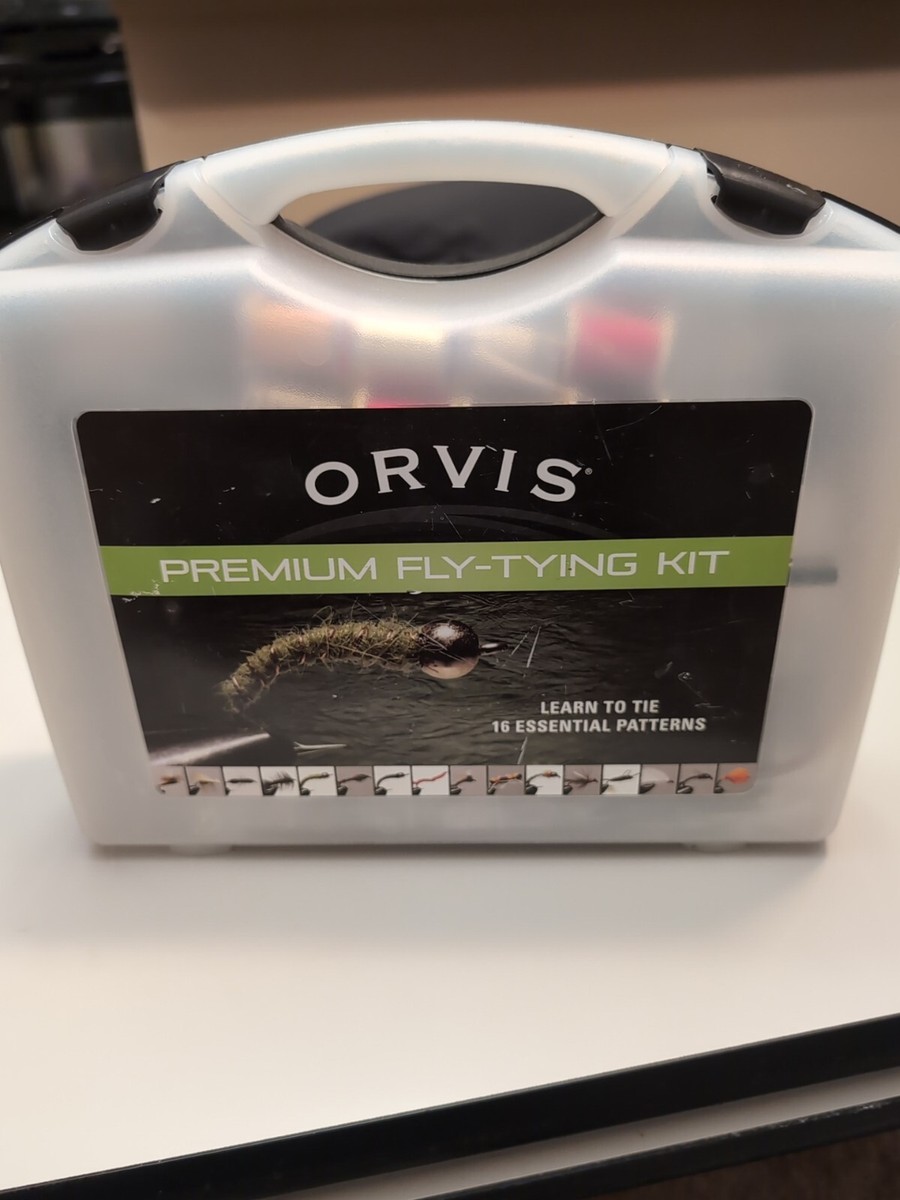 ORVIS®
PREMIUM FLY-TYING KIT
LEARN TO TIE
16 ESSENTIAL PATTERNS